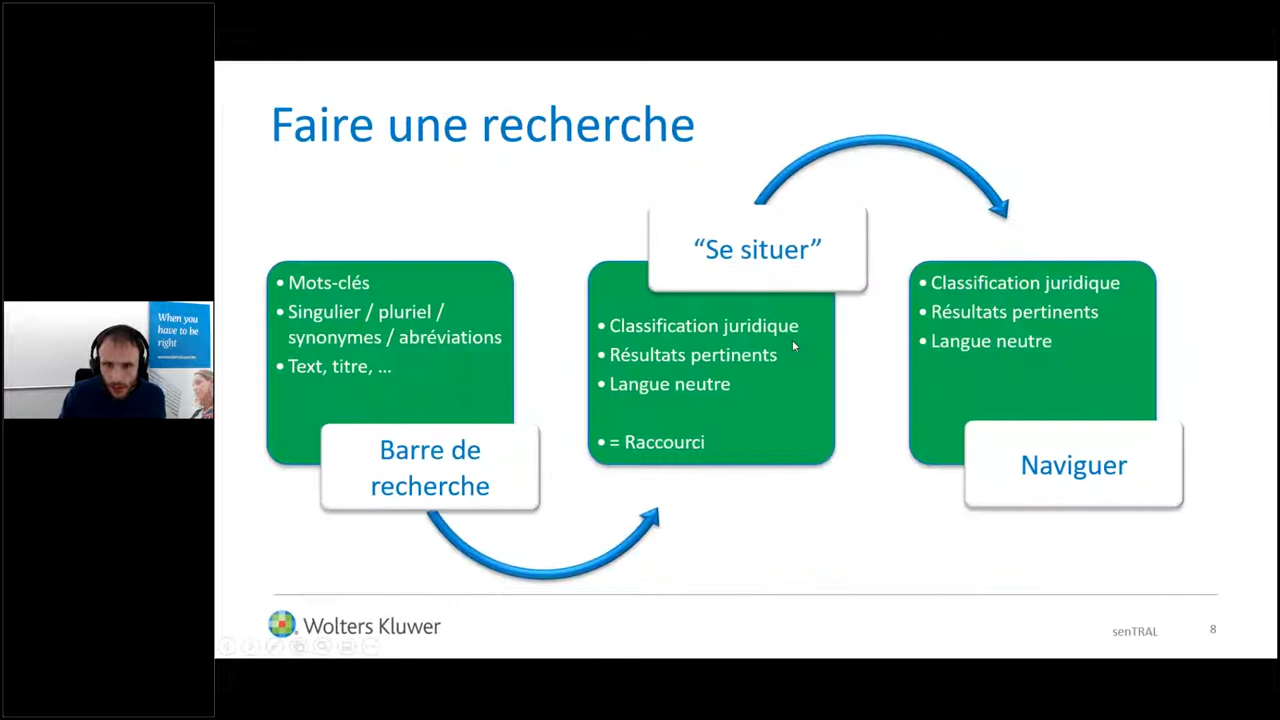 Faire une recherche
• Mots-clés
• Singulier / pluriel /
synonymes / abréviations
• Text, titre, ...
Barre de
recherche
“Se situer”
• Classification juridique
• Résultats pertinents
• Langue neutre
• = Raccourci
• Classification juridique
• Résultats pertinents
• Langue neutre
Naviguer
When you
have to be
right
Wolters Kluwer
senTRAL
8